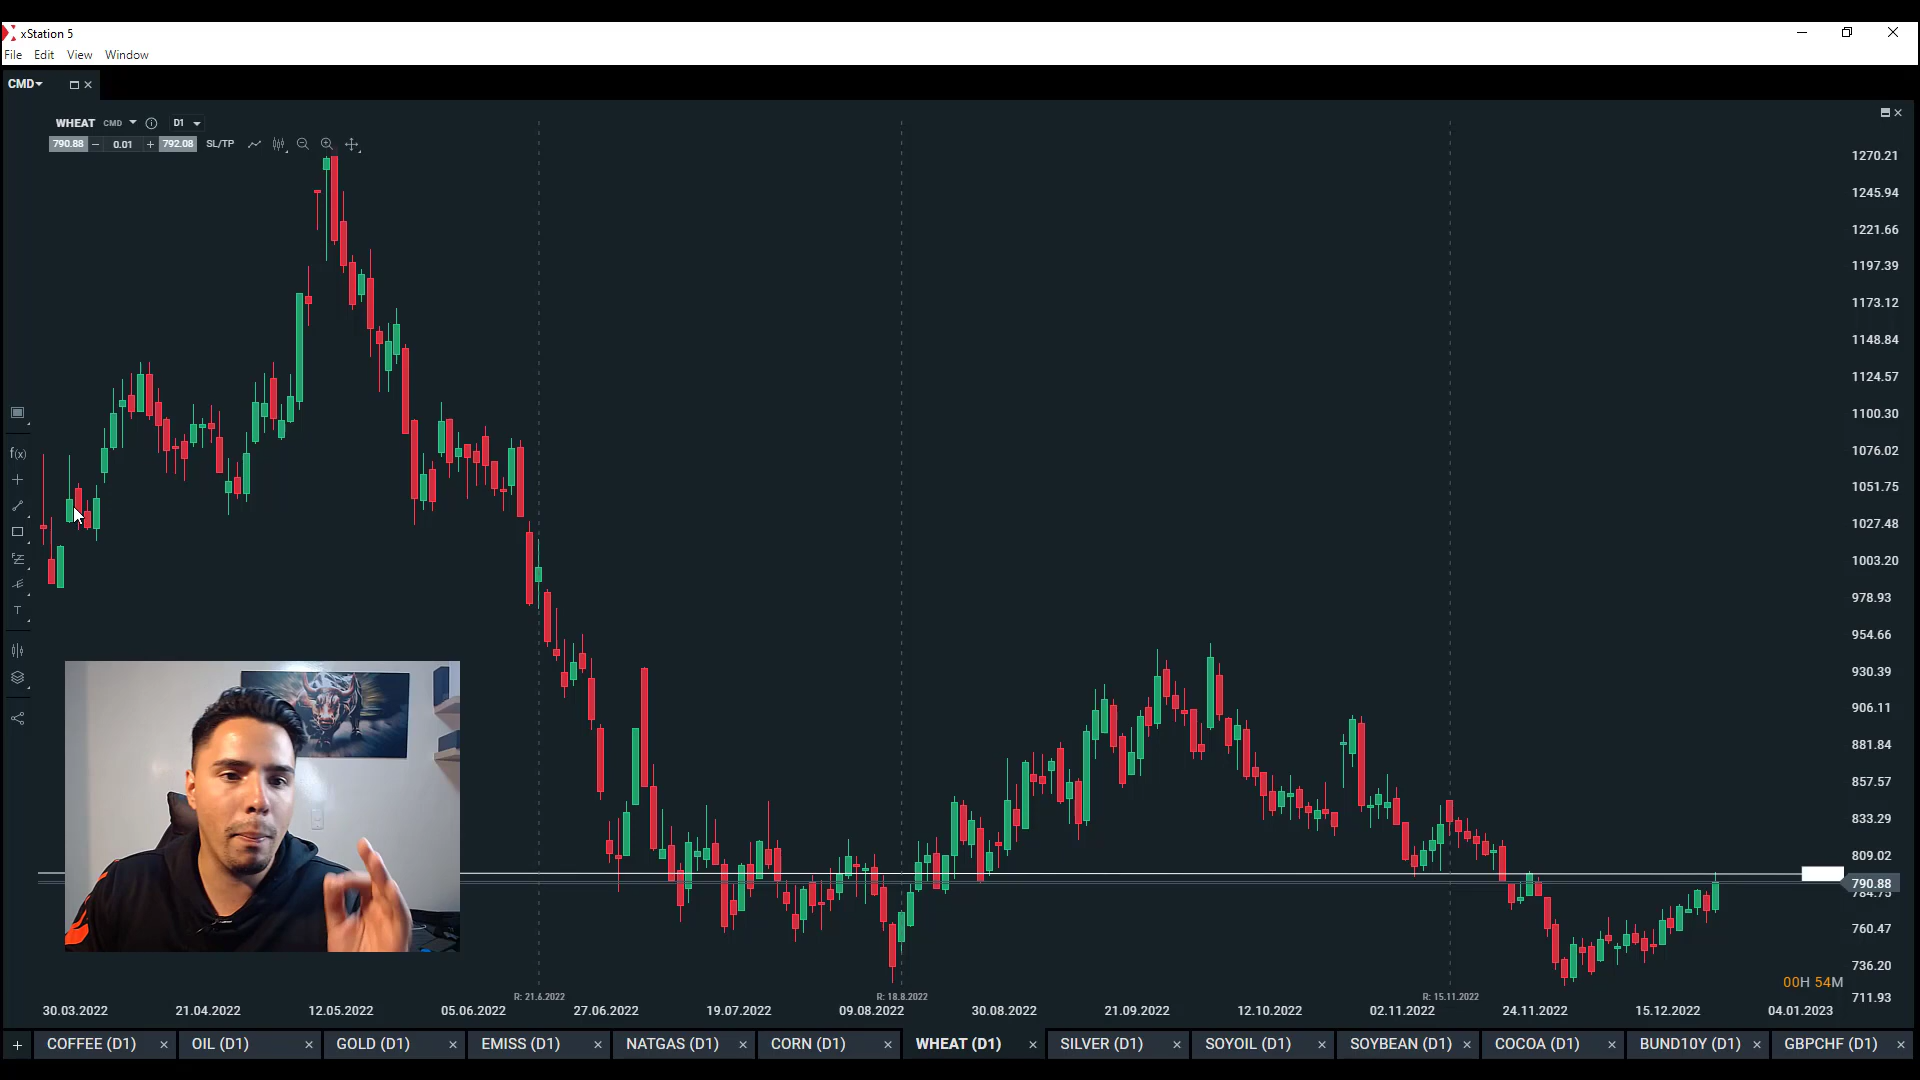 xStation 5
File Edit View Window
CMD
WHEAT CMD D1
790.88 0.01 792.08 SL/TP
1270.21
1245.94
1221.66
1197.39
1173.12
1148.84
1124.57
1100.30
1076.02
1051.75
1027.48
1003.20
978.93
954.66
930.39
906.11
881.84
857.57
833.29
809.02
790.88
784.75
760.47
736.20
711.93
f(x)
T
00H 54M
R: 21.6.2022 R: 18.8.2022 R: 15.11.2022
30.03.2022 21.04.2022 12.05.2022 05.06.2022 27.06.2022 19.07.2022 09.08.2022 30.08.2022 21.09.2022 12.10.2022 02.11.2022 24.11.2022 15.12.2022 04.01.2023
COFFEE (D1) OIL (D1) GOLD (D1) EMISS (D1) NATGAS (D1) CORN (D1) WHEAT (D1) SILVER (D1) SOYOIL (D1) SOYBEAN (D1) COCOA (D1) BUND10Y (D1) GBPCHF (D1)